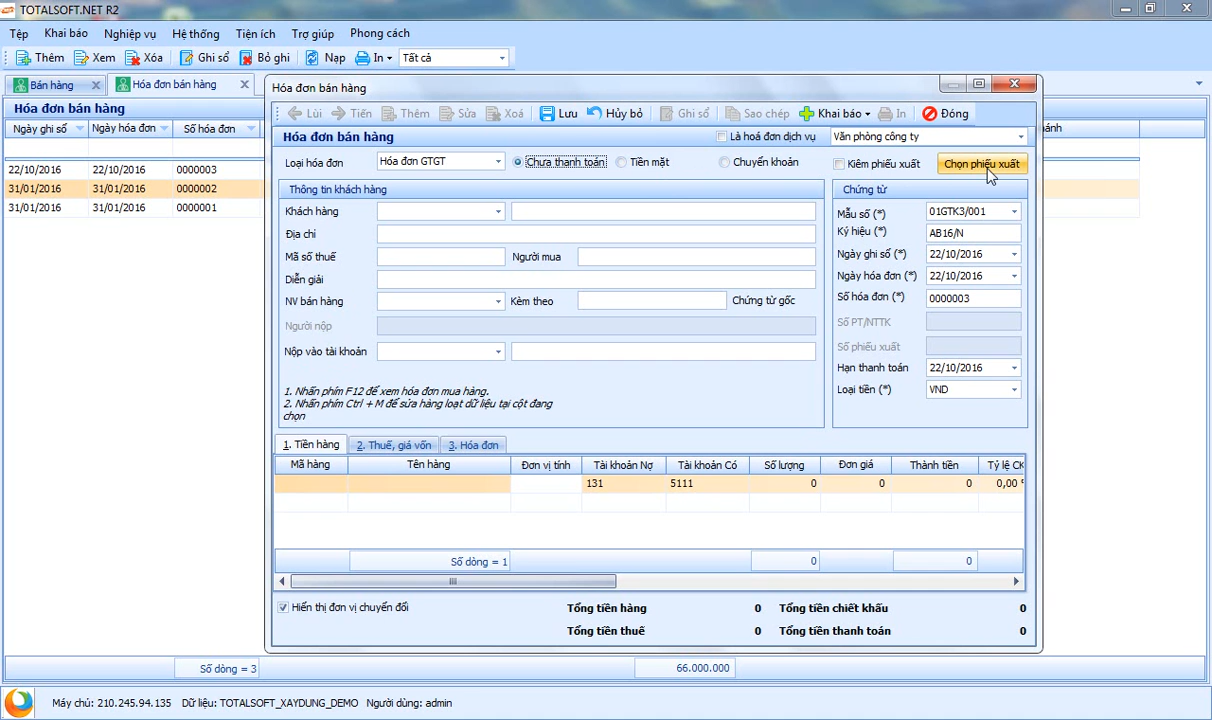 TOTALSOFT.NET R2
Tệp Khai báo Nghiệp vụ Hệ thống Tiện ích Trợ giúp Phong cách
Thêm Xem Xóa Ghi sổ Bỏ ghi Nạp In Tất cả
Bán hàng Hóa đơn bán hàng
Hóa đơn bán hàng
Ngày ghi sổ Ngày hóa đơn Số hóa đơn
22/10/2016 22/10/2016 0000003
31/01/2016 31/01/2016 0000002
31/01/2016 31/01/2016 0000001
Số dòng = 3 66.000.000
Hóa đơn bán hàng
Lùi Tiến Thêm Sửa Xoá Lưu Hủy bỏ Ghi sổ Sao chép Khai báo In Đóng
Hóa đơn bán hàng Là hoá đơn dịch vụ Văn phòng công ty
Loại hóa đơn Hóa đơn GTGT Chưa thanh toán Tiền mặt Chuyển khoản Kiêm phiếu xuất Chọn phiếu xuất
Thông tin khách hàng
Khách hàng
Địa chỉ
Mã số thuế Người mua
Diễn giải
NV bán hàng Kèm theo Chứng từ gốc
Người nộp
Nộp vào tài khoản
1. Nhấn phím F12 để xem hóa đơn mua hàng.
2. Nhấn phím Ctrl + M để sửa hàng loạt dữ liệu tại cột đang
chọn
Chứng từ
Mẫu số (*) 01GTK3/001
Ký hiệu (*) AB16/N
Ngày ghi sổ (*) 22/10/2016
Ngày hóa đơn (*) 22/10/2016
Số hóa đơn (*) 0000003
Số PT/NTTK
Số phiếu xuất
Hạn thanh toán 22/10/2016
Loại tiền (*) VND
1. Tiền hàng 2. Thuế, giá vốn 3. Hóa đơn
Mã hàng Tên hàng Đơn vị tính Tài khoản Nợ Tài khoản Có Số lượng Đơn giá Thành tiền Tỷ lệ CK
131 5111 0 0 0 0,00
Số dòng = 1 0 0
Hiển thị đơn vị chuyển đổi Tổng tiền hàng 0 Tổng tiền chiết khấu 0
Tổng tiền thuế 0 Tổng tiền thanh toán 0
Máy chủ: 210.245.94.135 Dữ liệu: TOTALSOFT_XAYDUNG_DEMO Người dùng: admin